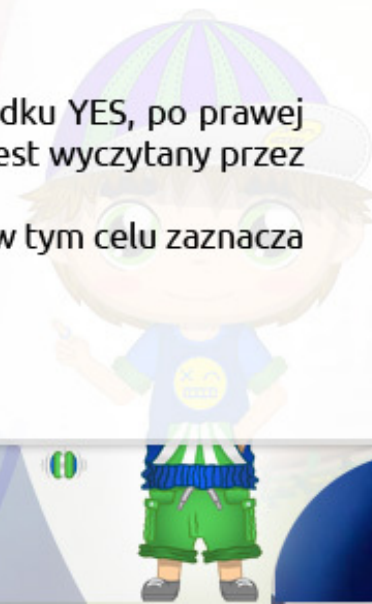 dku YES, po prawej
est wyczytany przez
w tym celu zaznacza